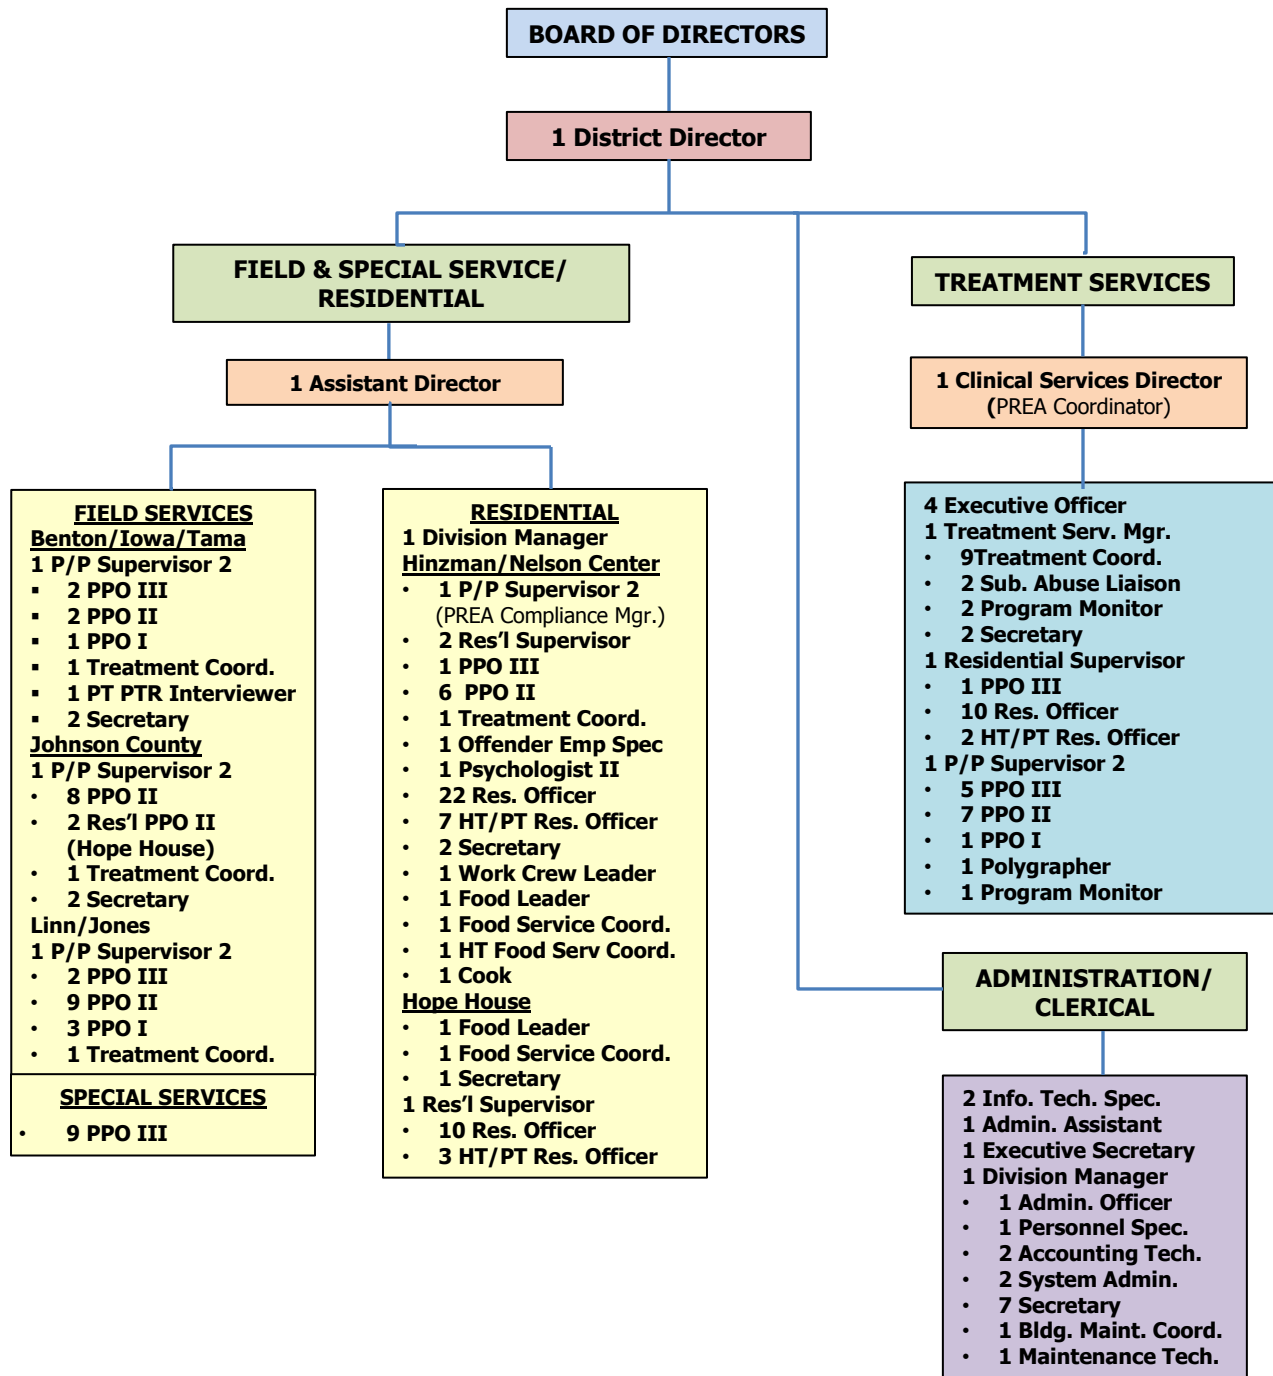 BOARD OF DIRECTORS
1 District Director
FIELD & SPECIAL SERVICE/
RESIDENTIAL
1 Assistant Director
FIELD SERVICES
Benton/Iowa/Tama
1 P/P Supervisor 2
▪ 2 PPO III
▪ 2 PPO II
▪ 1 PPO I
▪ 1 Treatment Coord.
▪ 1 PT PTR Interviewer
▪ 2 Secretary
Johnson County
1 P/P Supervisor 2
• 8 PPO II
• 2 Res'l PPO II
(Hope House)
• 1 Treatment Coord.
• 2 Secretary
Linn/Jones
1 P/P Supervisor 2
• 2 PPO III
• 9 PPO II
• 3 PPO I
• 1 Treatment Coord.
SPECIAL SERVICES
• 9 PPO III
RESIDENTIAL
1 Division Manager
Hinzman/Nelson Center
• 1 P/P Supervisor 2
(PREA Compliance Mgr.)
• 2 Res'l Supervisor
• 1 PPO III
• 6 PPO II
• 1 Treatment Coord.
• 1 Offender Emp Spec
• 1 Psychologist II
• 22 Res. Officer
• 7 HT/PT Res. Officer
• 2 Secretary
• 1 Work Crew Leader
• 1 Food Leader
• 1 Food Service Coord.
• 1 HT Food Serv Coord.
• 1 Cook
Hope House
• 1 Food Leader
• 1 Food Service Coord.
• 1 Secretary
1 Res'l Supervisor
• 10 Res. Officer
• 3 HT/PT Res. Officer
TREATMENT SERVICES
1 Clinical Services Director
(PREA Coordinator)
4 Executive Officer
1 Treatment Serv. Mgr.
• 9Treatment Coord.
• 2 Sub. Abuse Liaison
• 2 Program Monitor
• 2 Secretary
1 Residential Supervisor
• 1 PPO III
• 10 Res. Officer
• 2 HT/PT Res. Officer
1 P/P Supervisor 2
• 5 PPO III
• 7 PPO II
• 1 PPO I
• 1 Polygrapher
• 1 Program Monitor
ADMINISTRATION/
CLERICAL
2 Info. Tech. Spec.
1 Admin. Assistant
1 Executive Secretary
1 Division Manager
• 1 Admin. Officer
• 1 Personnel Spec.
• 2 Accounting Tech.
• 2 System Admin.
• 7 Secretary
• 1 Bldg. Maint. Coord.
• 1 Maintenance Tech.